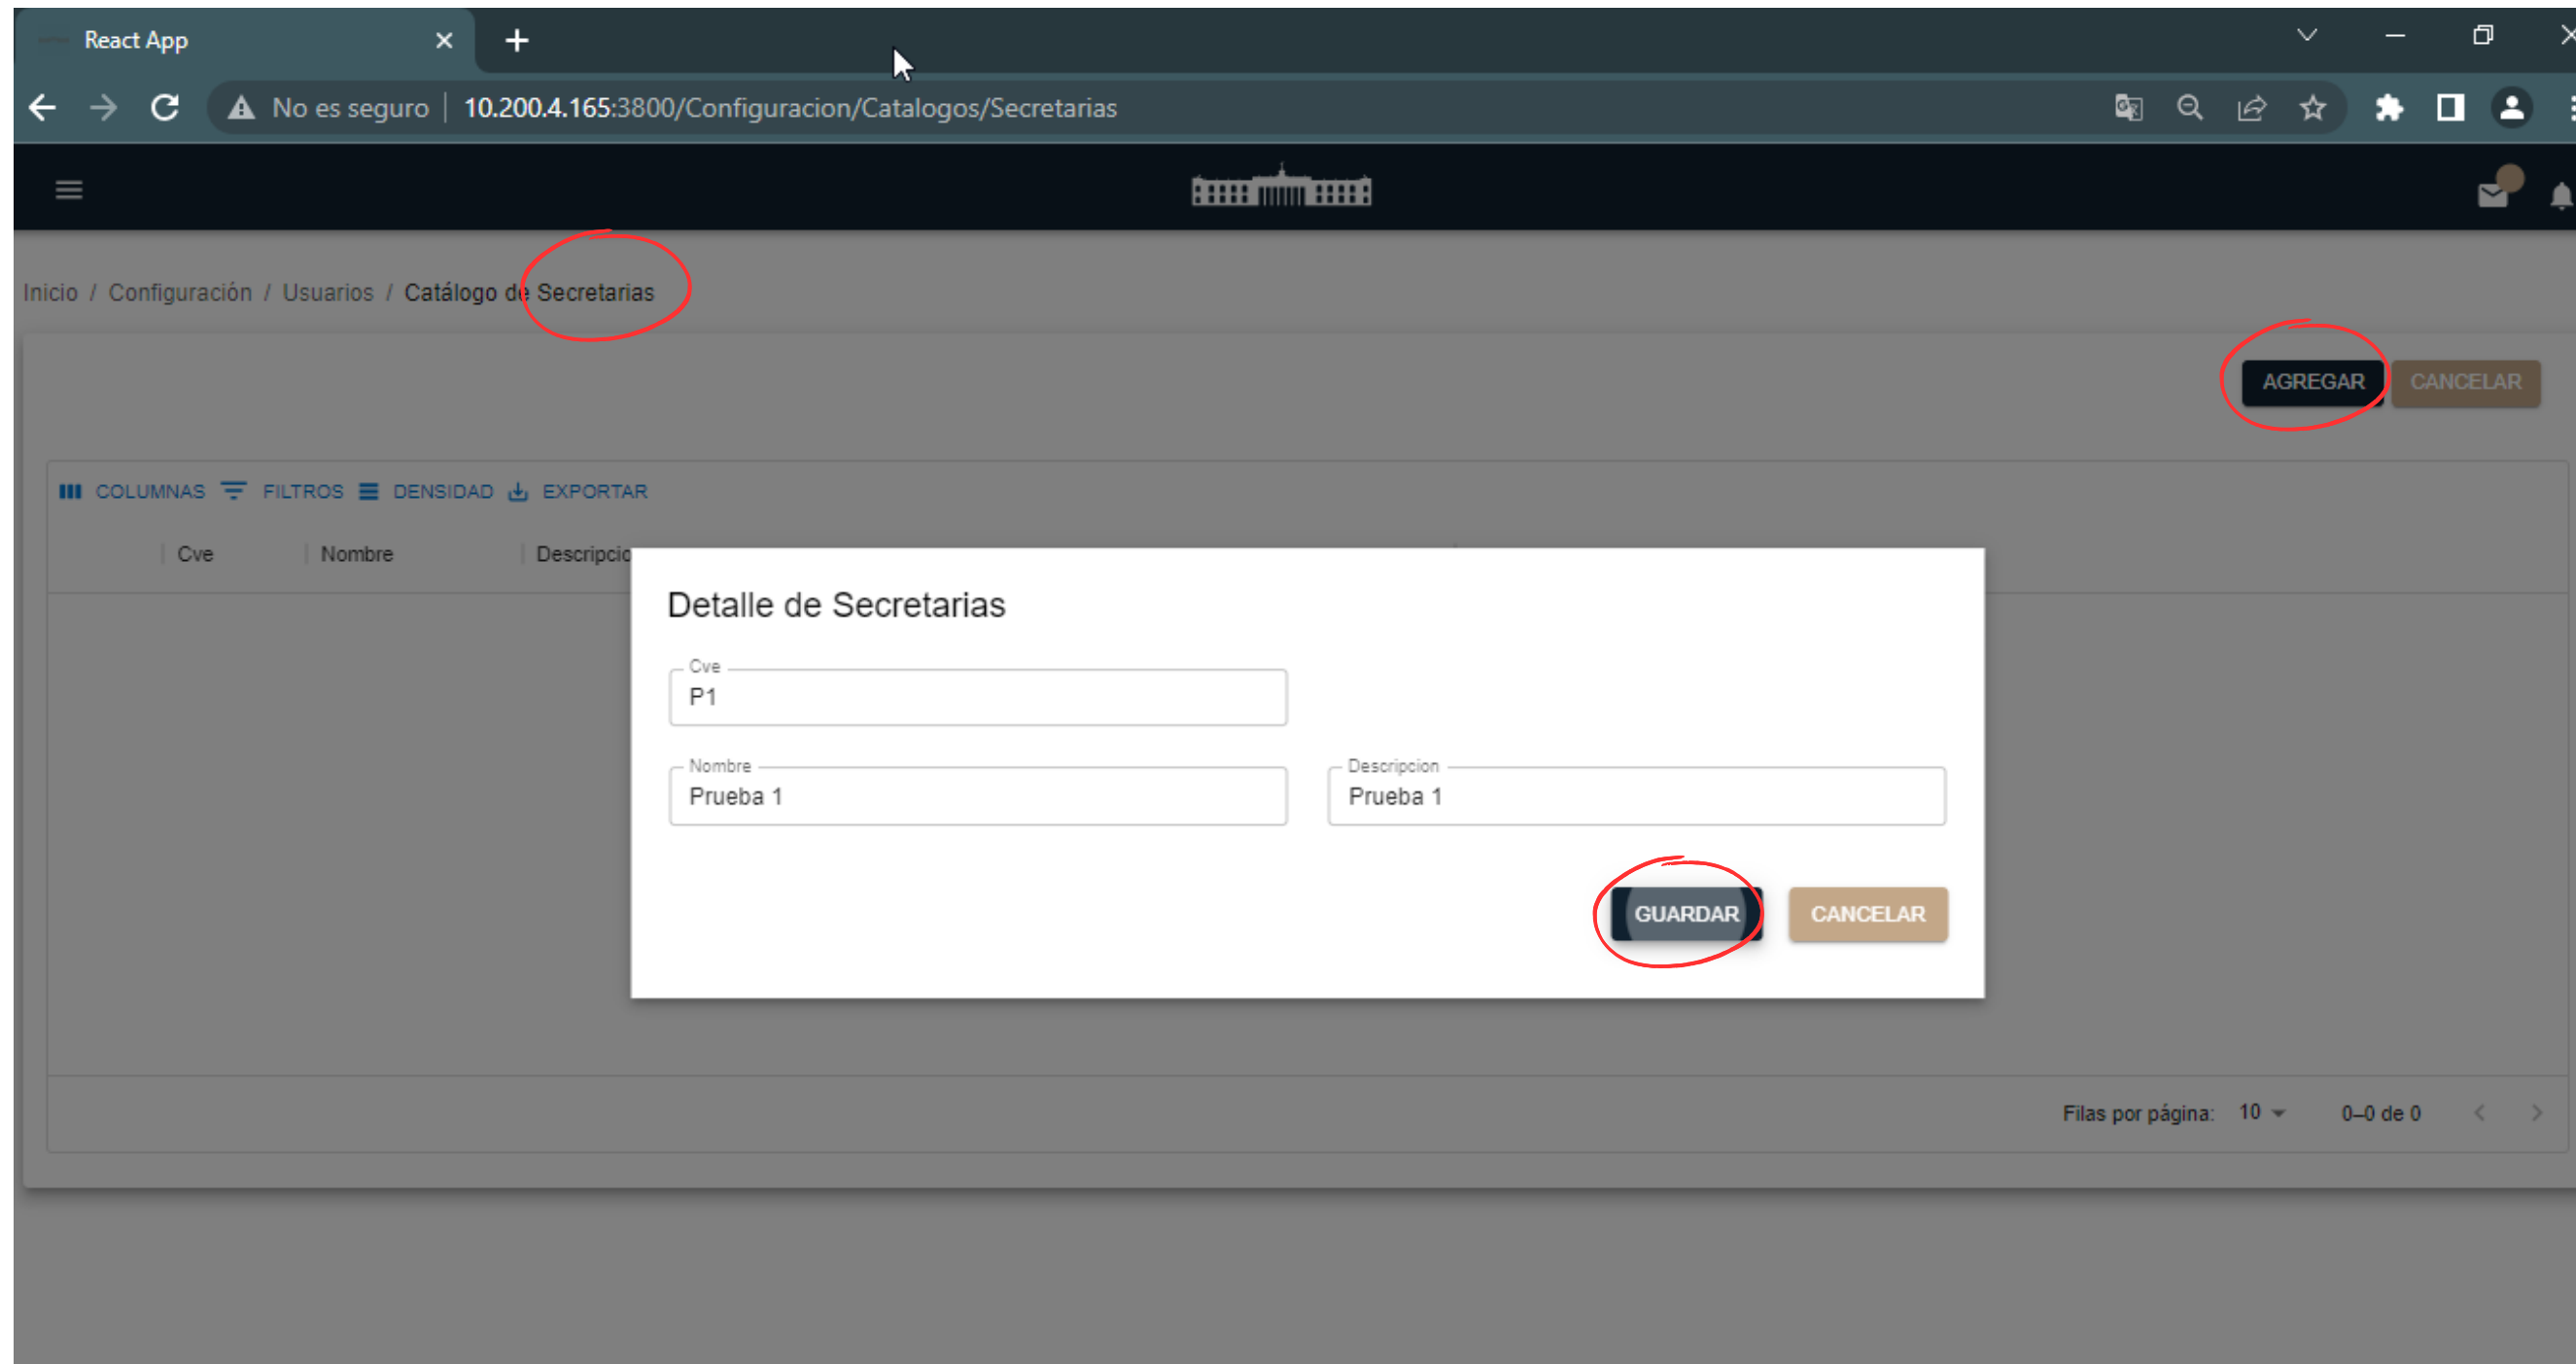 React App
No es seguro | 10.200.4.165:3800/Configuracion/Catalogos/Secretarias
Inicio / Configuración / Usuarios / Catálogo de Secretarias
AGREGAR CANCELAR
COLUMNAS FILTROS DENSIDAD EXPORTAR
Cve Nombre Descripcio
Detalle de Secretarias
Cve
P1
Nombre Descripcion
Prueba 1 Prueba 1
GUARDAR CANCELAR
Filas por página: 10 0–0 de 0